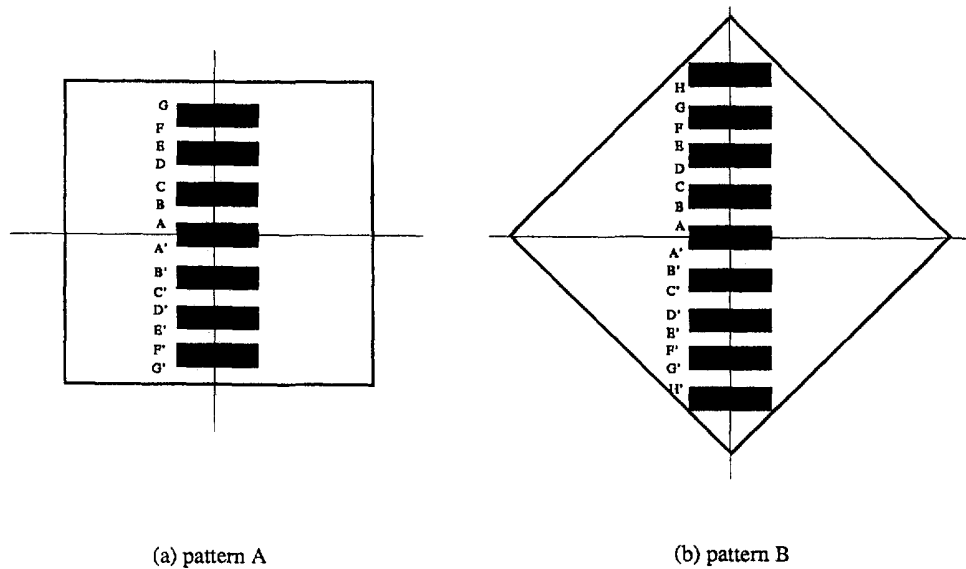 G
F
E
D
C
B
A
A'
B'
C'
D'
E'
F'
G'
H
G
F
E
D
C
B
A
A'
B'
C'
D'
E'
F'
G'
H'
(a) pattern A
(b) pattern B